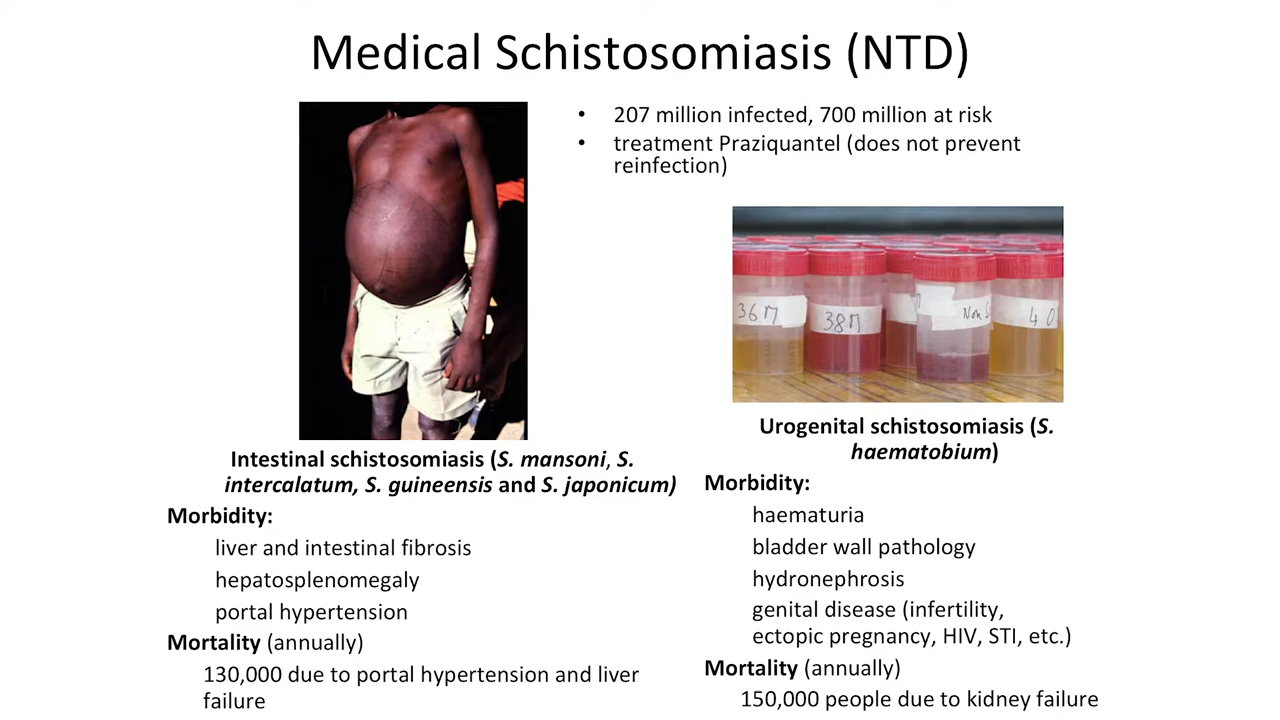 Medical Schistosomiasis (NTD)
• 207 million infected, 700 million at risk
• treatment Praziquantel (does not prevent
reinfection)
36M
38M
Non
40
Intestinal schistosomiasis (S. mansoni, S.
intercalatum, S. guineensis and S. japonicum)
Morbidity:
liver and intestinal fibrosis
hepatosplenomegaly
portal hypertension
Mortality (annually)
130,000 due to portal hypertension and liver
failure
Urogenital schistosomiasis (S.
haematobium)
Morbidity:
haematuria
bladder wall pathology
hydronephrosis
genital disease (infertility,
ectopic pregnancy, HIV, STI, etc.)
Mortality (annually)
150,000 people due to kidney failure